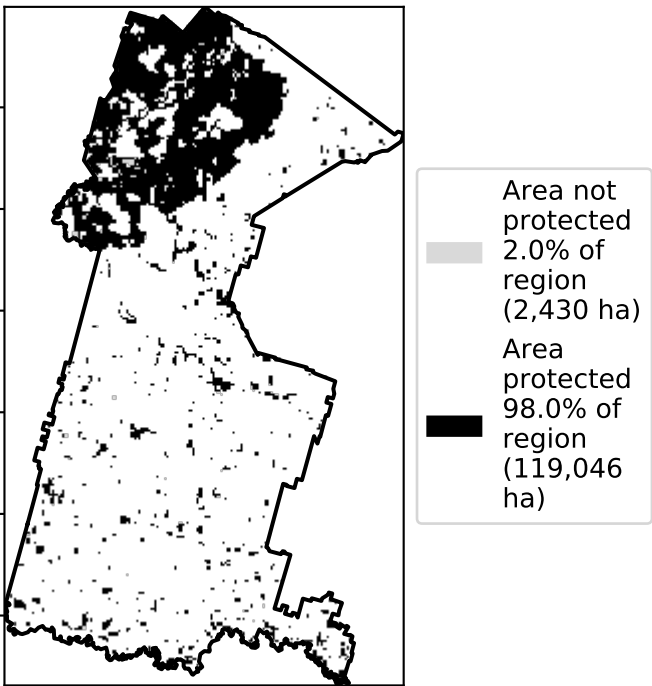 Area not
protected
2.0% of
region
(2,430 ha)
Area
protected
98.0% of
region
(119,046
ha)